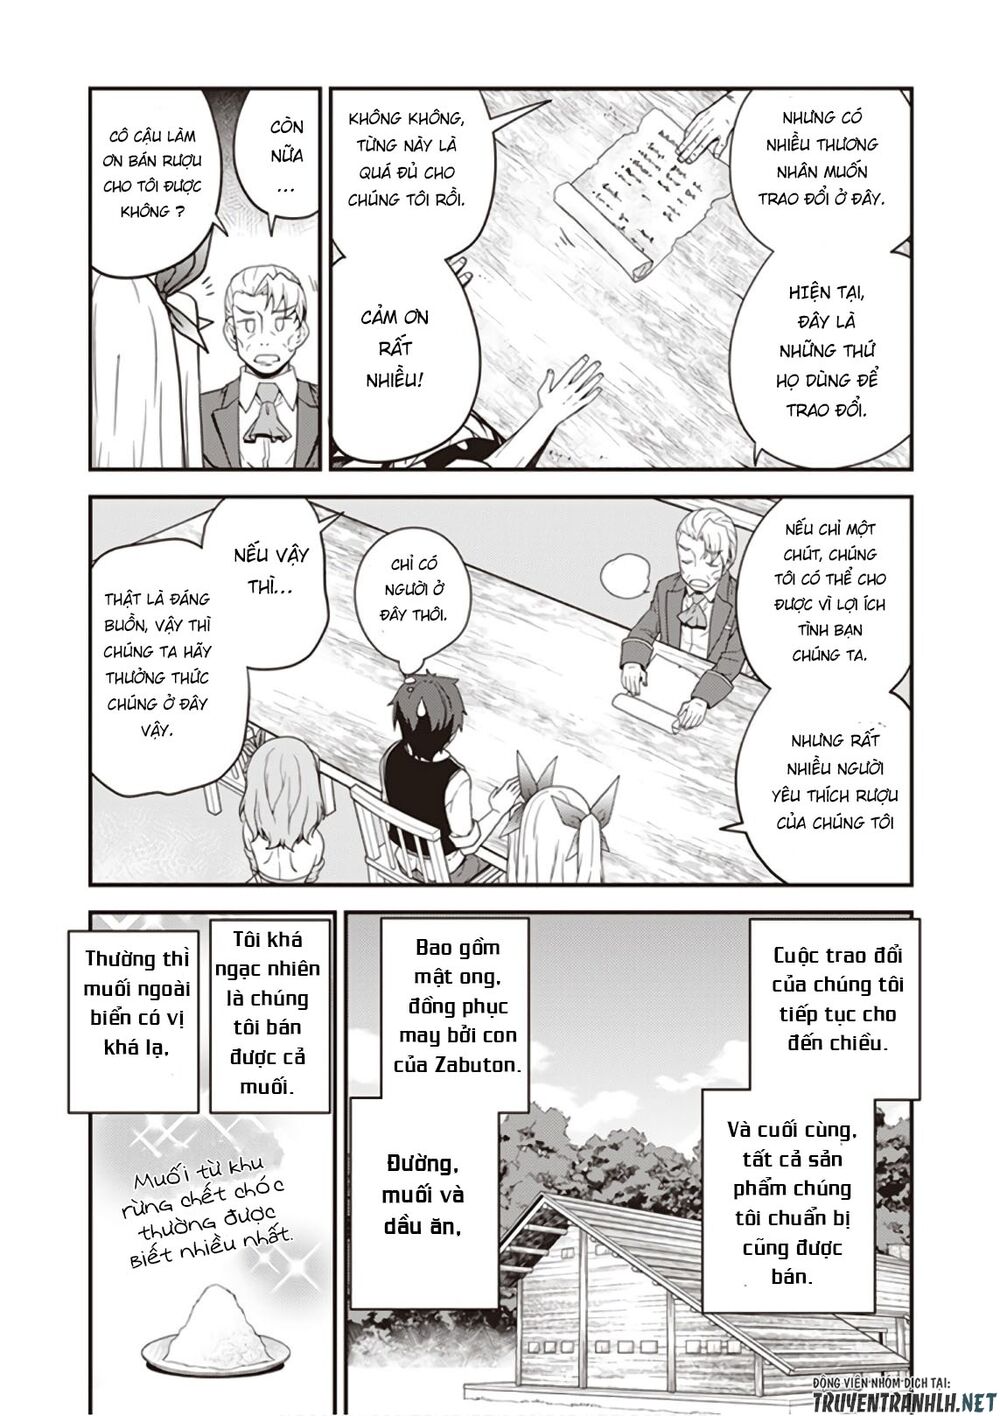 NHƯNG CÓ
NHIỀU THƯƠNG
NHÂN MUỐN
TRAO ĐỔI Ở ĐÂY.
HIỆN TẠI,
ĐÂY LÀ
NHỮNG THỨ
HỌ DÙNG ĐỂ
TRAO ĐỔI.
KHÔNG KHÔNG,
TỪNG NÀY LÀ
QUÁ ĐỦ CHO
CHÚNG TÔI RỒI.
CẢM ƠN
RẤT
NHIỀU!
CÒN
NỮA
...
CÔ CẬU LÀM
ƠN BÁN RƯỢU
CHO TÔI ĐƯỢC
KHÔNG ?
NẾU CHỈ MỘT
CHÚT, CHÚNG
TÔI CÓ THỂ CHO
ĐƯỢC VÌ LỢI ÍCH
TÌNH BẠN
CHÚNG TA.
NHƯNG RẤT
NHIỀU NGƯỜI
YÊU THÍCH RƯỢU
CỦA CHÚNG TÔI
CHỈ CÓ
NGƯỜI Ở
ĐÂY THÔI.
NẾU VẬY
THÌ...
THẬT LÀ ĐÁNG
BUỒN, VẬY THÌ
CHÚNG TA HÃY
THƯỞNG THỨC
CHÚNG Ở ĐÂY
VẬY.
Cuộc trao đổi
của chúng tôi
tiếp tục cho
đến chiều.
Và cuối cùng,
tất cả sản
phẩm chúng
tôi chuẩn bị
cũng được
bán.
Bao gồm
mật ong,
đồng phục
may bởi con
của Zabuton.
Đường,
muối và
dầu ăn,
Tôi khá
ngạc nhiên
là chúng
tôi bán
được cả
muối.
Thường thì
muối ngoài
biển có vị
khá lạ,
Muối từ khu
rừng chết chóc
thường được
Biết nhiều nhất.
ĐỘNG VIÊN NHÓM DỊCH TẠI:
TRUYENTRANHLH.NET